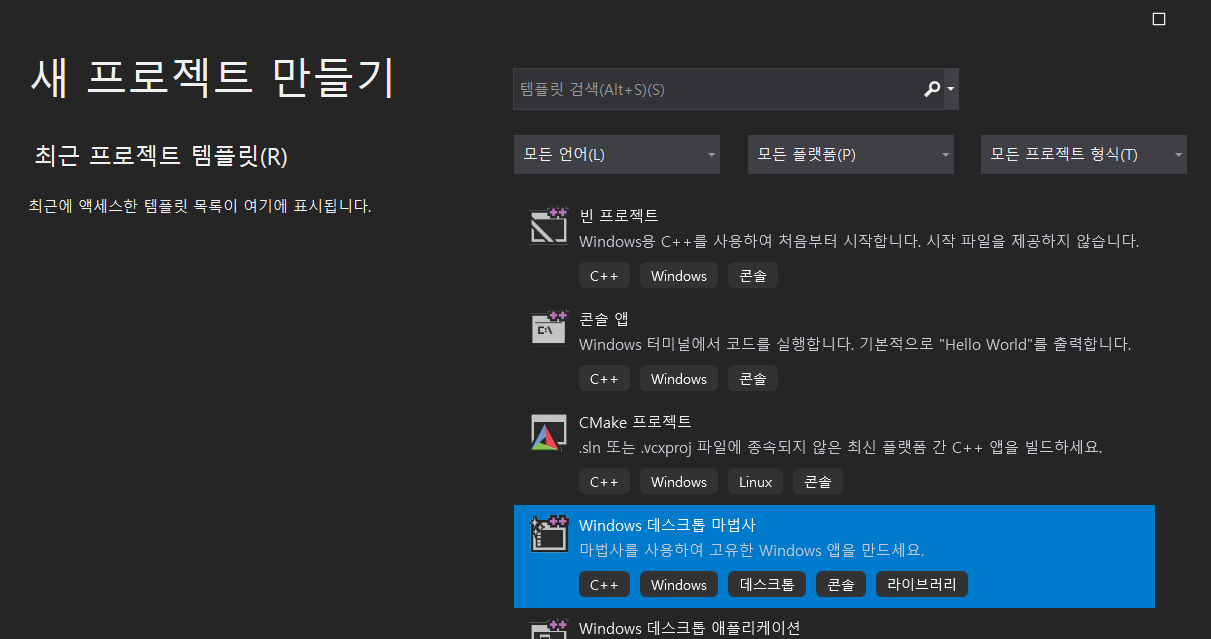 새 프로젝트 만들기
템플릿 검색(Alt+S)(S)
최근 프로젝트 템플릿(R)
모든 언어(L)
모든 플랫폼(P)
모든 프로젝트 형식(T)
최근에 액세스한 템플릿 목록이 여기에 표시됩니다.
빈 프로젝트
Windows용 C++를 사용하여 처음부터 시작합니다. 시작 파일을 제공하지 않습니다.
C++ Windows 콘솔
콘솔 앱
Windows 터미널에서 코드를 실행합니다. 기본적으로 "Hello World"를 출력합니다.
C++ Windows 콘솔
CMake 프로젝트
.sln 또는 .vcxproj 파일에 종속되지 않은 최신 플랫폼 간 C++ 앱을 빌드하세요.
C++ Windows Linux 콘솔
Windows 데스크톱 마법사
마법사를 사용하여 고유한 Windows 앱을 만드세요.
C++ Windows 데스크톱 콘솔 라이브러리
Windows 데스크톱 애플리케이션